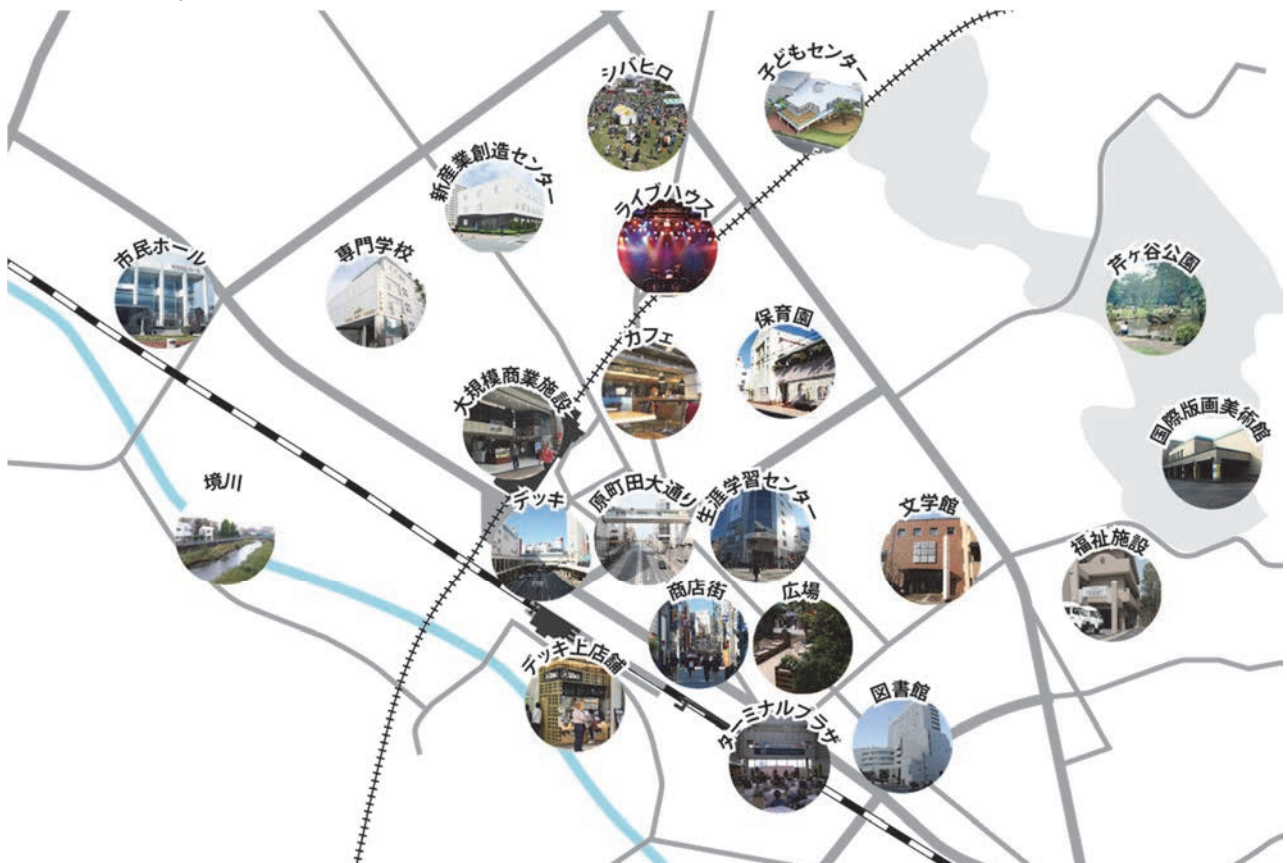 シバヒロ
子どもセンター
新産業創造センター
ライブハウス
市民ホール
専門学校
芹ヶ谷公園
保育園
カフェ
大規模商業施設
国際版画美術館
境川
デッキ
原町田大通り
生涯学習センター
文学館
福祉施設
商店街
広場
デッキ上店舗
ターミナルプラザ
図書館